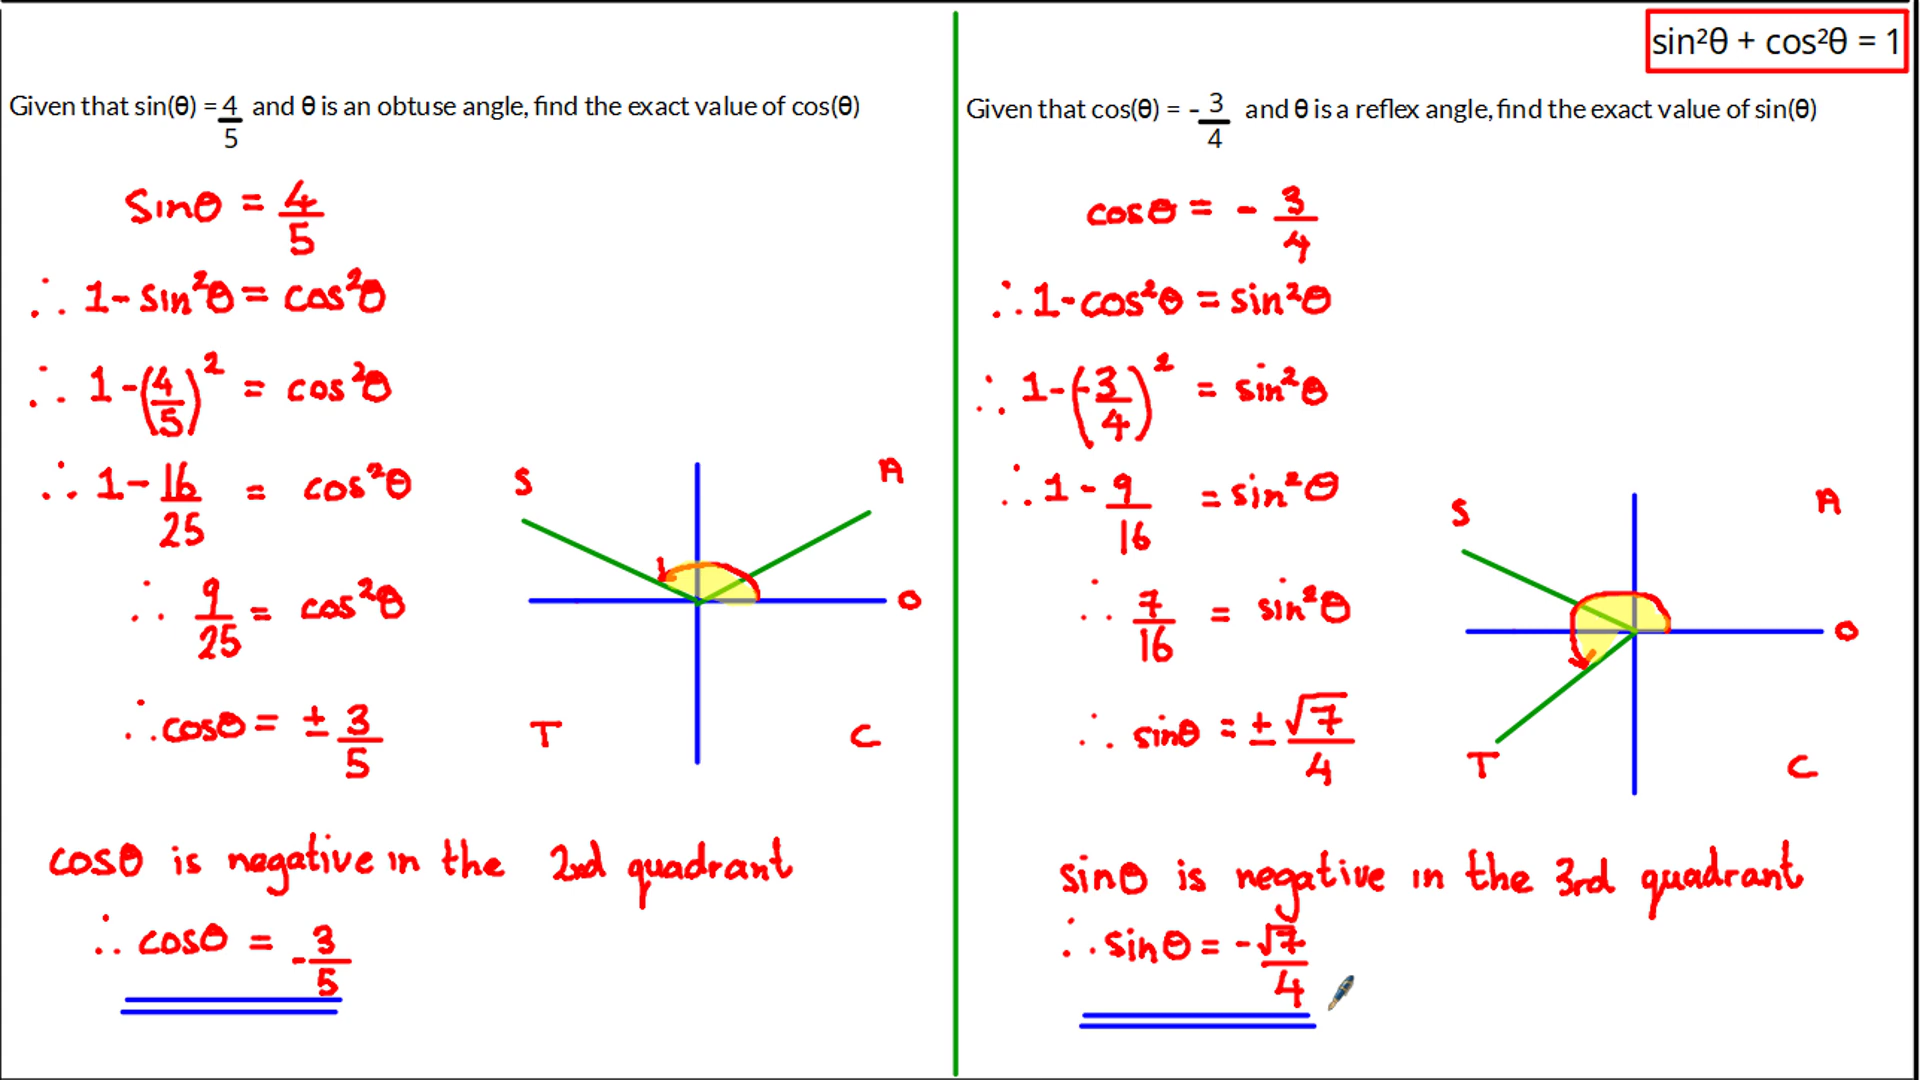 Given that sin(θ) = 4/5 and θ is an obtuse angle, find the exact value of cos(θ)
sinθ = 4/5
∴ 1 - sin²θ = cos²θ
∴ 1 - (4/5)² = cos²θ
∴ 1 - 16/25 = cos²θ
∴ 9/25 = cos²θ
∴ cosθ = ± 3/5
S A
O
T C
cosθ is negative in the 2nd quadrant
∴ cosθ = -3/5
sin²θ + cos²θ = 1
Given that cos(θ) = - 3/4 and θ is a reflex angle, find the exact value of sin(θ)
cosθ = - 3/4
∴ 1 - cos²θ = sin²θ
∴ 1 - (-3/4)² = sin²θ
∴ 1 - 9/16 = sin²θ
∴ 7/16 = sin²θ
∴ sinθ = ± √7/4
S A
O
T C
sinθ is negative in the 3rd quadrant
∴ sinθ = -√7/4